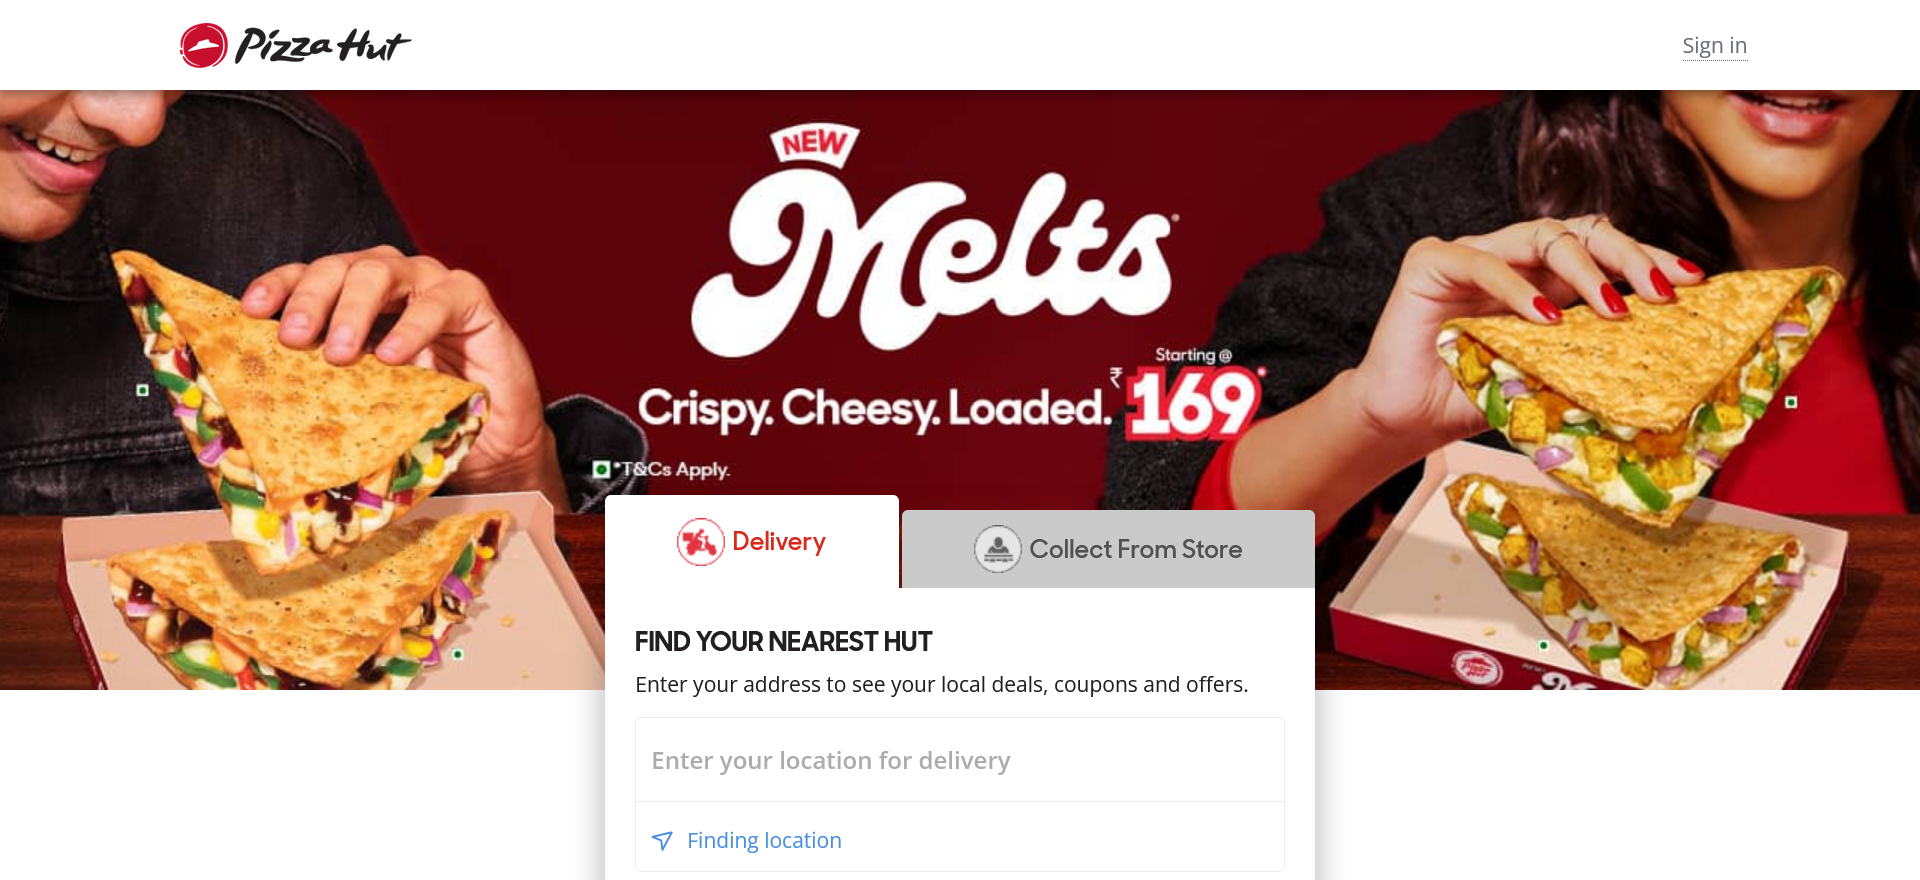 Pizza Hut
Sign in
NEW
Melts
Starting @
Crispy. Cheesy. Loaded. ₹169*
*T&Cs Apply.
Delivery
Collect From Store
FIND YOUR NEAREST HUT
Enter your address to see your local deals, coupons and offers.
Enter your location for delivery
Finding location